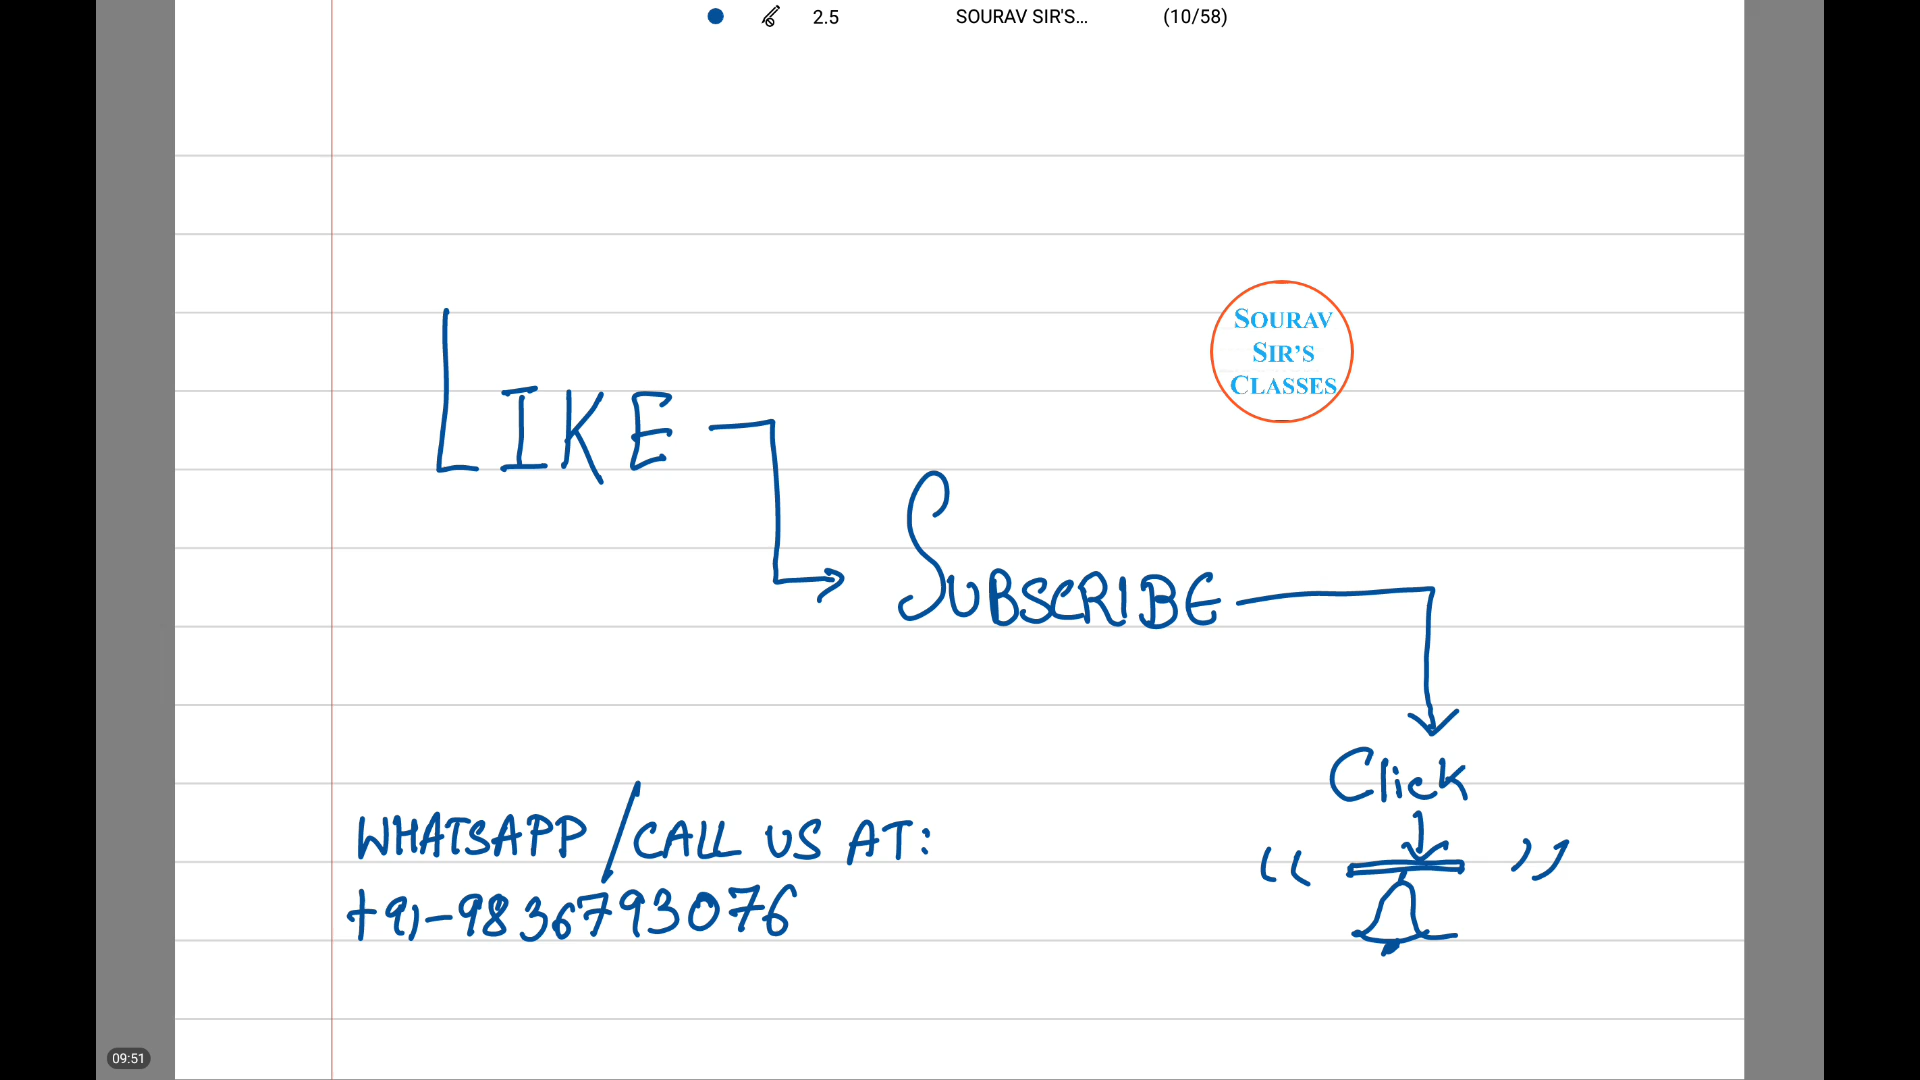 2.5 SOURAV SIR'S... (10/58)
SOURAV
SIR'S
CLASSES
LIKE
SUBSCRIBE
Click
WHATSAPP/CALL US AT:
+91-9836793076
“ ”
09:51